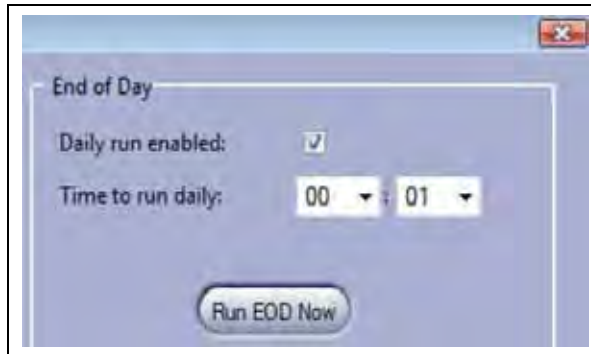 End of Day
Daily run enabled:
Time to run daily: 00 : 01
Run EOD Now